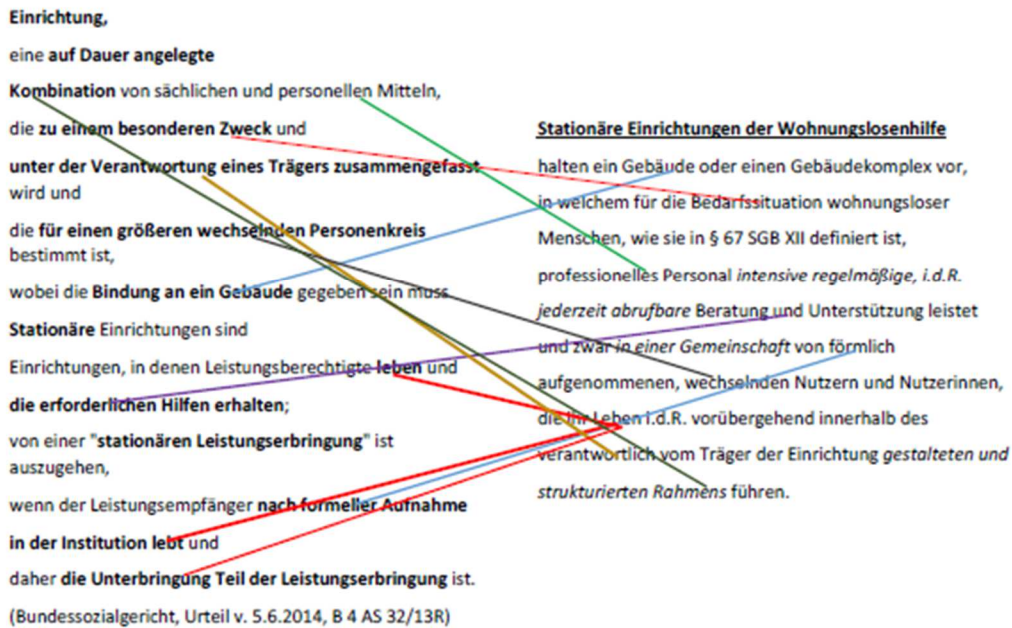 Einrichtung,
eine auf Dauer angelegte
Kombination von sächlichen und personellen Mitteln,
die zu einem besonderen Zweck und
unter der Verantwortung eines Trägers zusammengefasst
wird und
die für einen größeren wechselnden Personenkreis
bestimmt ist,
wobei die Bindung an ein Gebäude gegeben sein muss
Stationäre Einrichtungen sind
Einrichtungen, in denen Leistungsberechtigte leben und
die erforderlichen Hilfen erhalten;
von einer "stationären Leistungserbringung" ist
auszugehen,
wenn der Leistungsempfänger nach formeller Aufnahme
in der Institution lebt und
daher die Unterbringung Teil der Leistungserbringung ist.
(Bundessozialgericht, Urteil v. 5.6.2014, B 4 AS 32/13R)
Stationäre Einrichtungen der Wohnungslosenhilfe
halten ein Gebäude oder einen Gebäudekomplex vor,
in welchem für die Bedarfssituation wohnungsloser
Menschen, wie sie in § 67 SGB XII definiert ist,
professionelles Personal intensive regelmäßige, i.d.R.
jederzeit abrufbare Beratung und Unterstützung leistet
und zwar in einer Gemeinschaft von förmlich
aufgenommenen, wechselnden Nutzern und Nutzerinnen,
die ihr Leben i.d.R. vorübergehend innerhalb des
verantwortlich vom Träger der Einrichtung gestalteten und
strukturierten Rahmens führen.